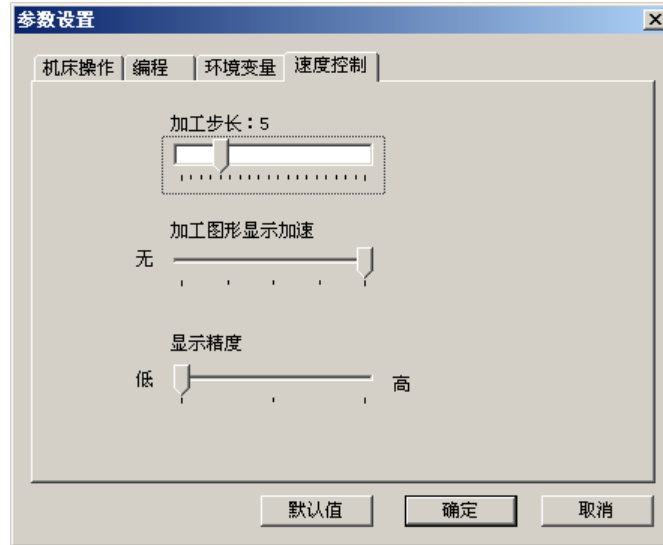 参数设置
机床操作 编程 环境变量 速度控制
加工步长：5
加工图形显示加速
无
显示精度
低 高
默认值 确定 取消